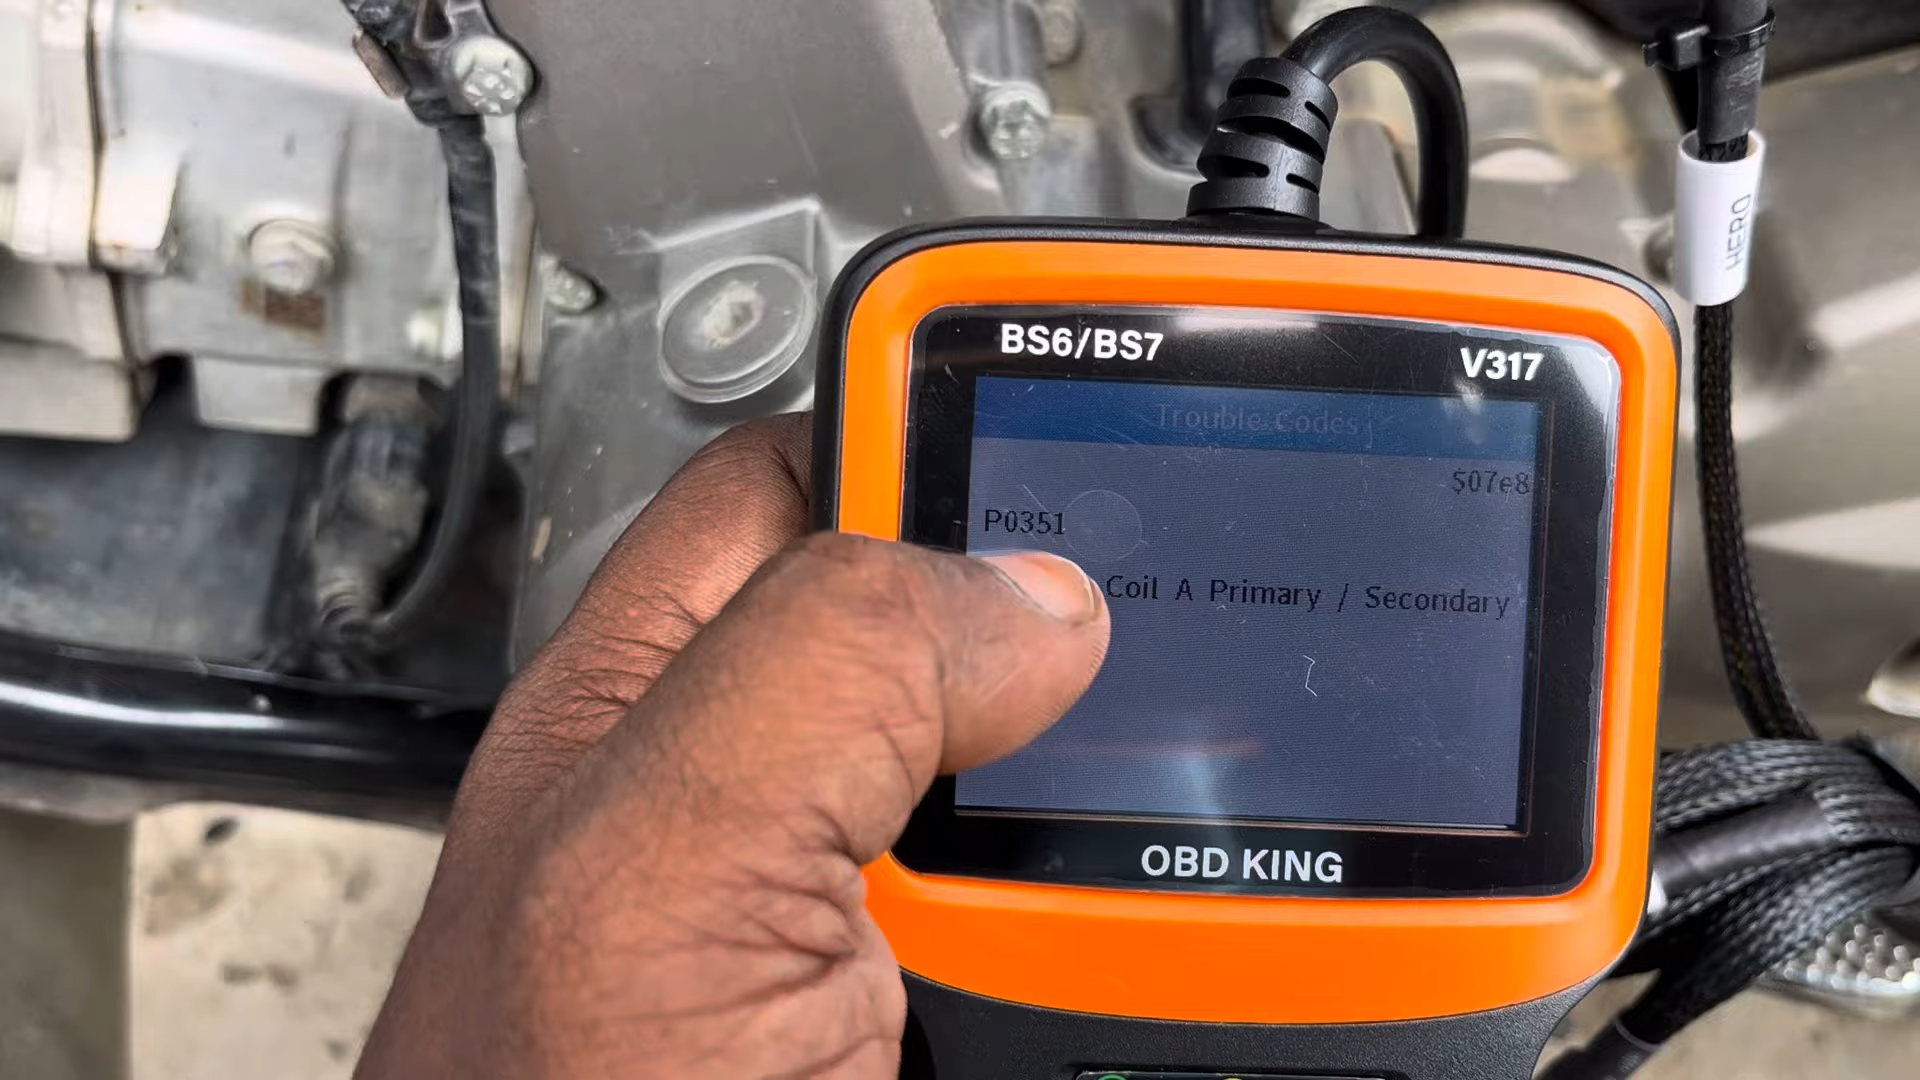 HERO
BS6/BS7
V317
Trouble Codes
$07e8
P0351
Coil A Primary / Secondary
OBD KING